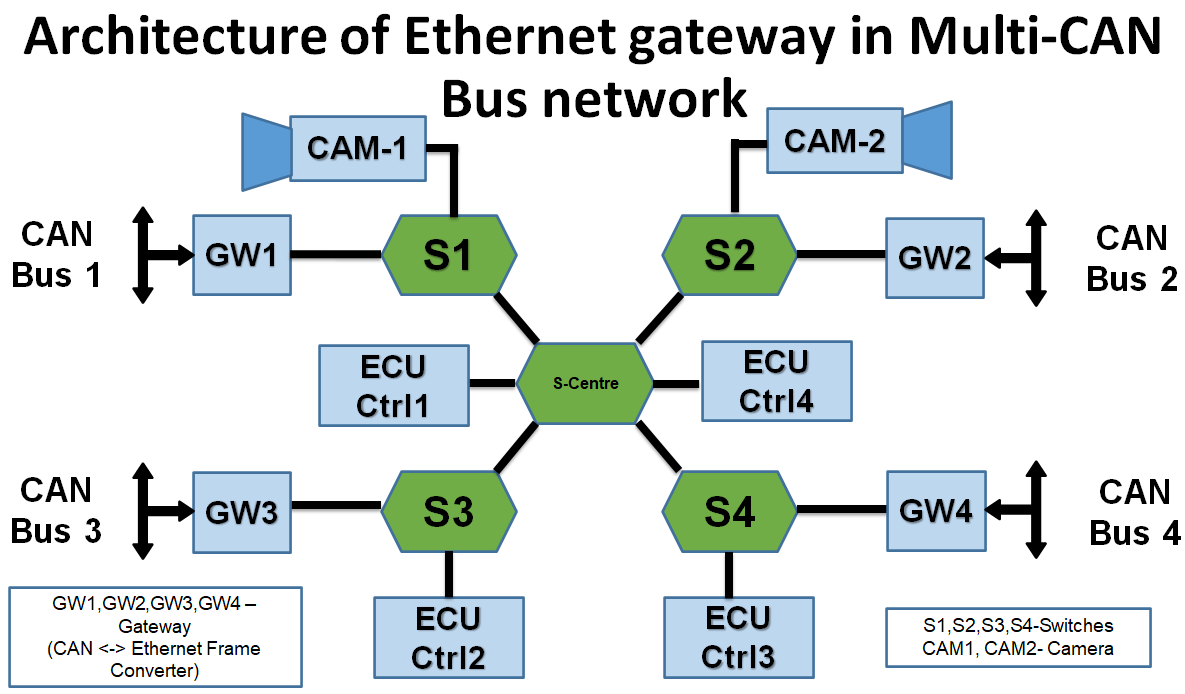 Architecture of Ethernet gateway in Multi-CAN
Bus network
CAM-1
CAM-2
CAN
Bus 1
GW1
S1
S2
GW2
CAN
Bus 2
ECU
Ctrl1
S-Centre
ECU
Ctrl4
CAN
Bus 3
GW3
S3
S4
GW4
CAN
Bus 4
GW1,GW2,GW3,GW4 –
Gateway
(CAN <-> Ethernet Frame
Converter)
ECU
Ctrl2
ECU
Ctrl3
S1,S2,S3,S4-Switches
CAM1, CAM2- Camera